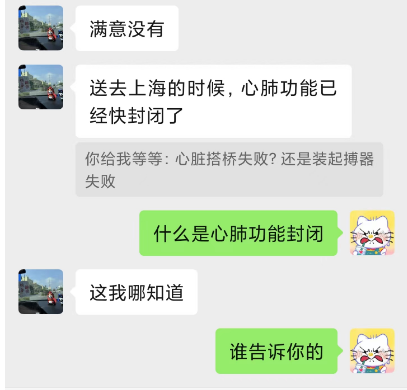 满意没有
送去上海的时候，心肺功能已
经快封闭了
你给我等等：心脏搭桥失败？还是装起搏器
失败
什么是心肺功能封闭
这我哪知道
谁告诉你的